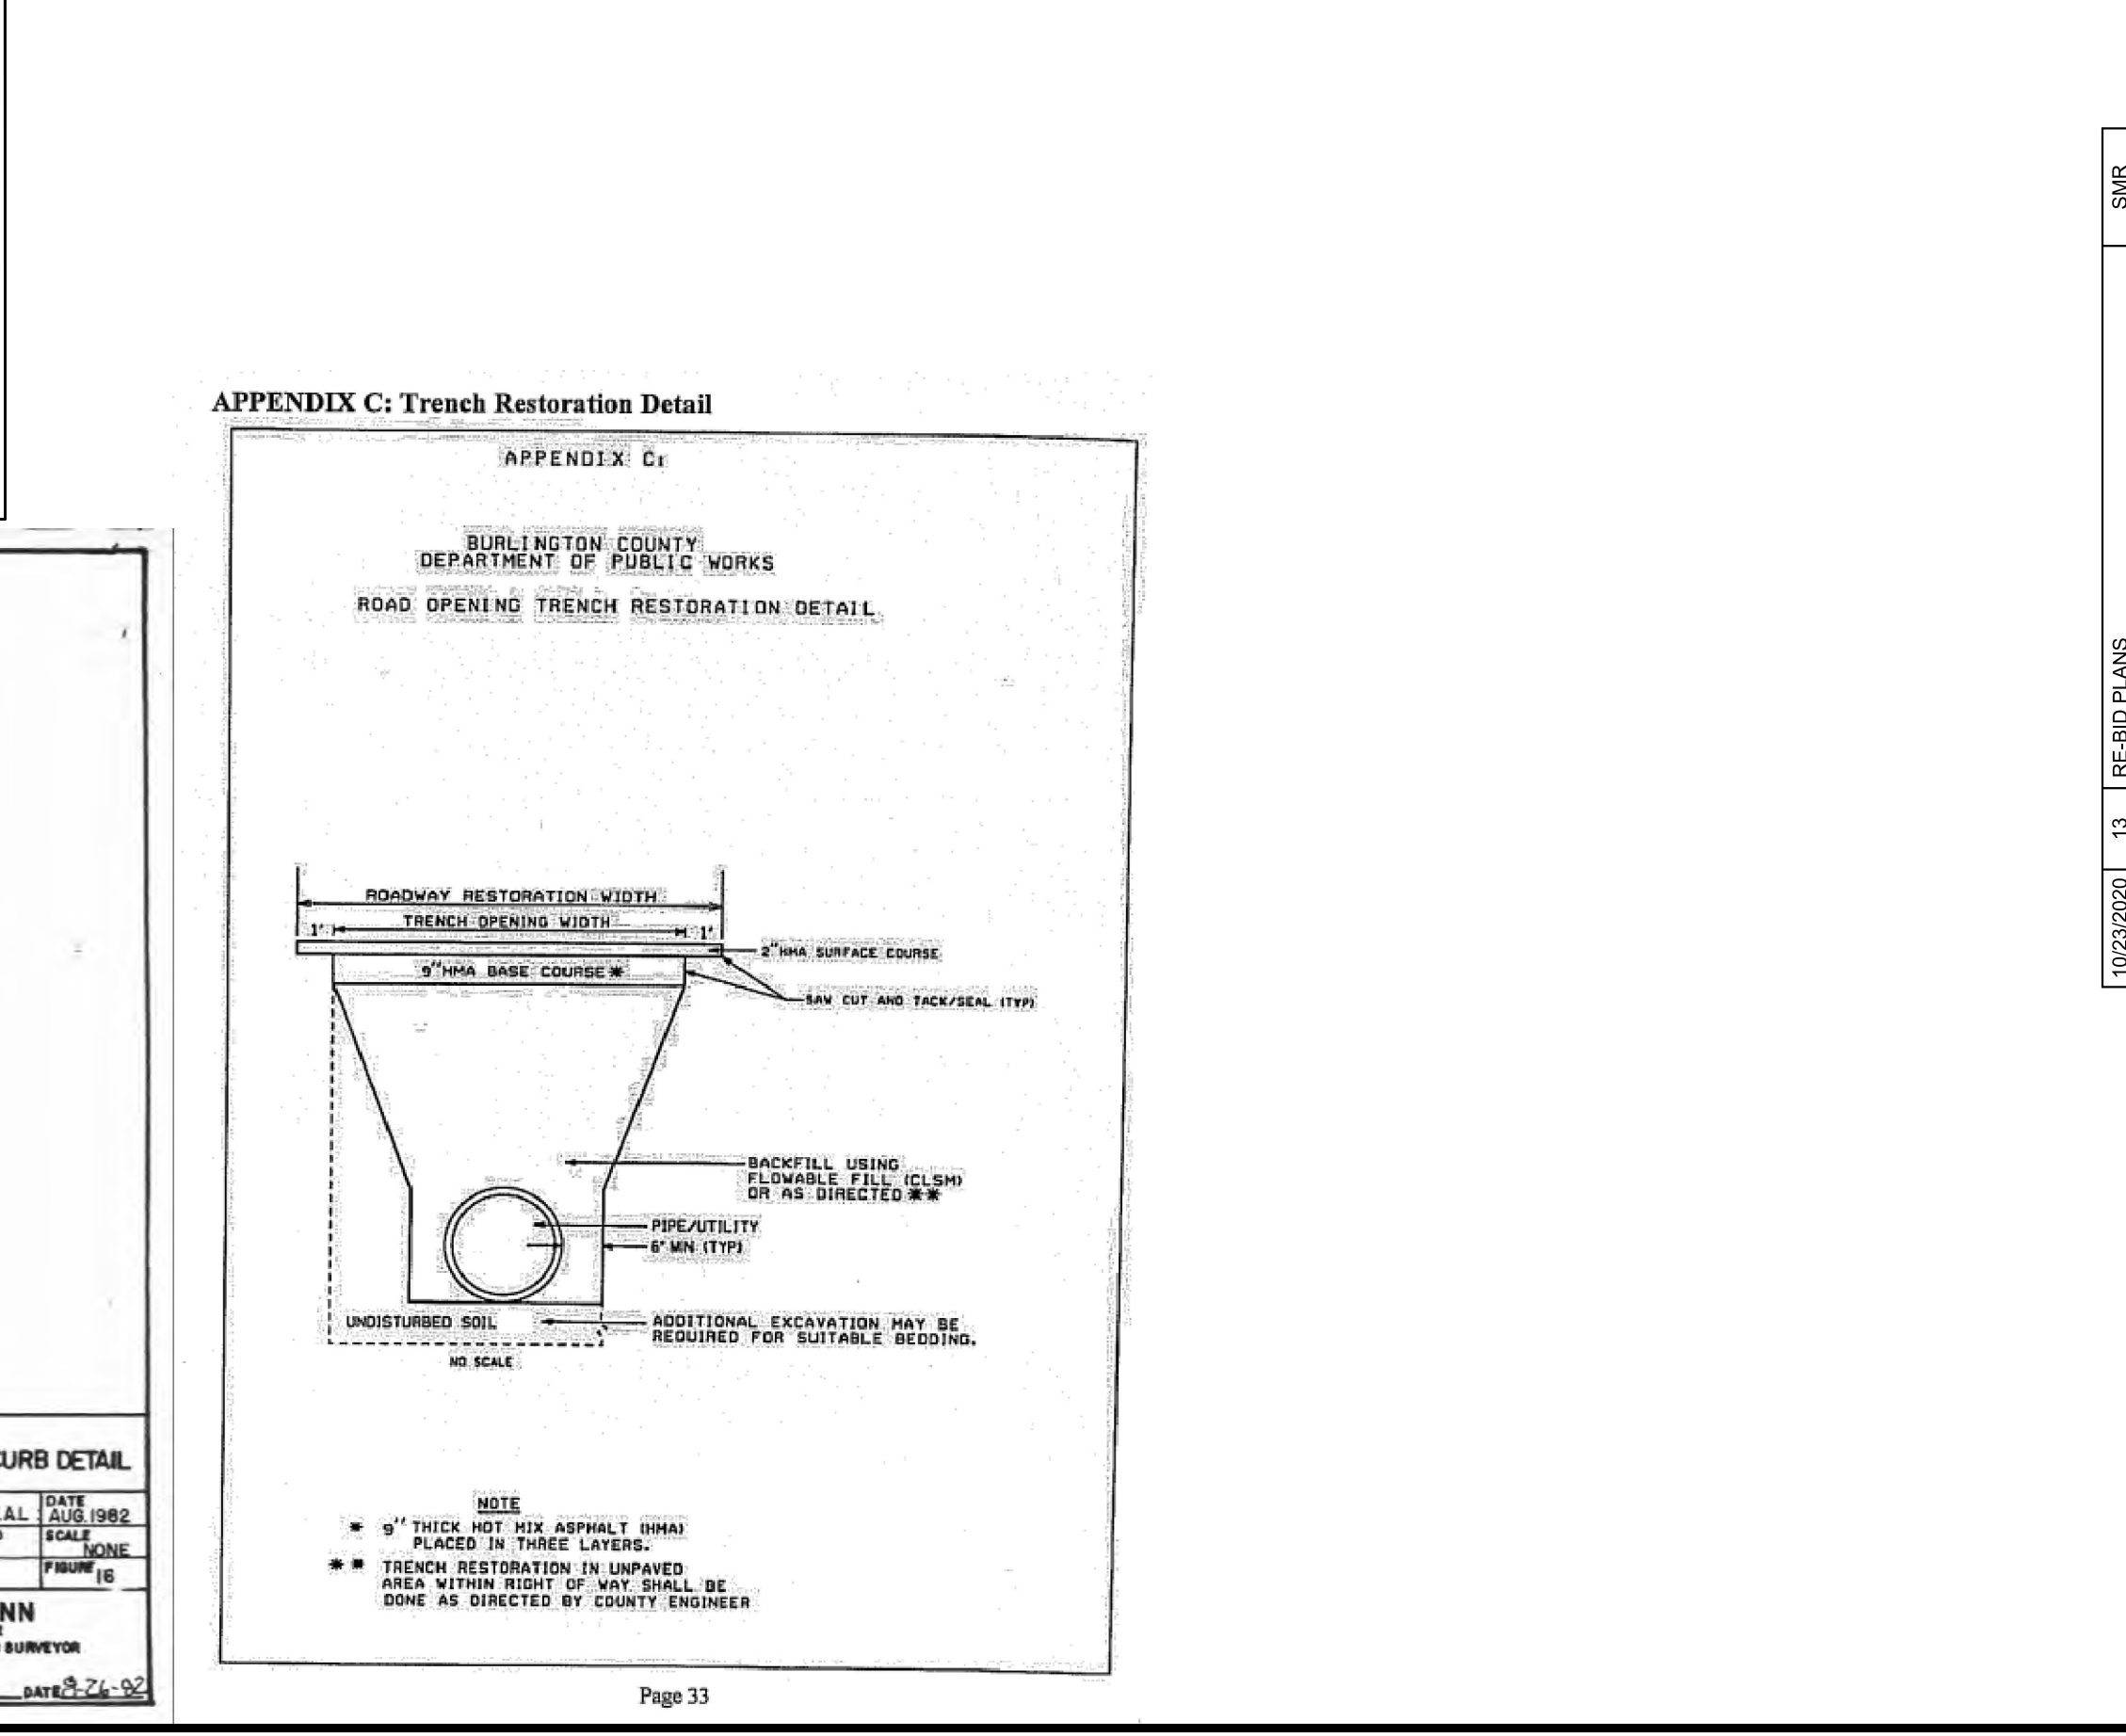 APPENDIX C: Trench Restoration Detail
APPENDIX C:
BURLINGTON COUNTY
DEPARTMENT OF PUBLIC WORKS
ROAD OPENING TRENCH RESTORATION DETAIL
ROADWAY RESTORATION WIDTH
TRENCH OPENING WIDTH
1' 1'
2" HMA SURFACE COURSE
9" HMA BASE COURSE *
SAW CUT AND TACK/SEAL (TYP)
BACKFILL USING
FLOWABLE FILL (CLSM)
OR AS DIRECTED **
PIPE/UTILITY
6" MIN (TYP)
UNDISTURBED SOIL
ADDITIONAL EXCAVATION MAY BE
REQUIRED FOR SUITABLE BEDDING.
NO SCALE
NOTE
* 9" THICK HOT MIX ASPHALT (HMA)
PLACED IN THREE LAYERS.
** TRENCH RESTORATION IN UNPAVED
AREA WITHIN RIGHT OF WAY SHALL BE
DONE AS DIRECTED BY COUNTY ENGINEER
Page 33
URB DETAIL
AL
DATE
AUG. 1982
SCALE
NONE
FIGURE 16
NN
SURVEYOR
DATE 8-26-82
10/23/2020
13
RE-BID PLANS
SMR